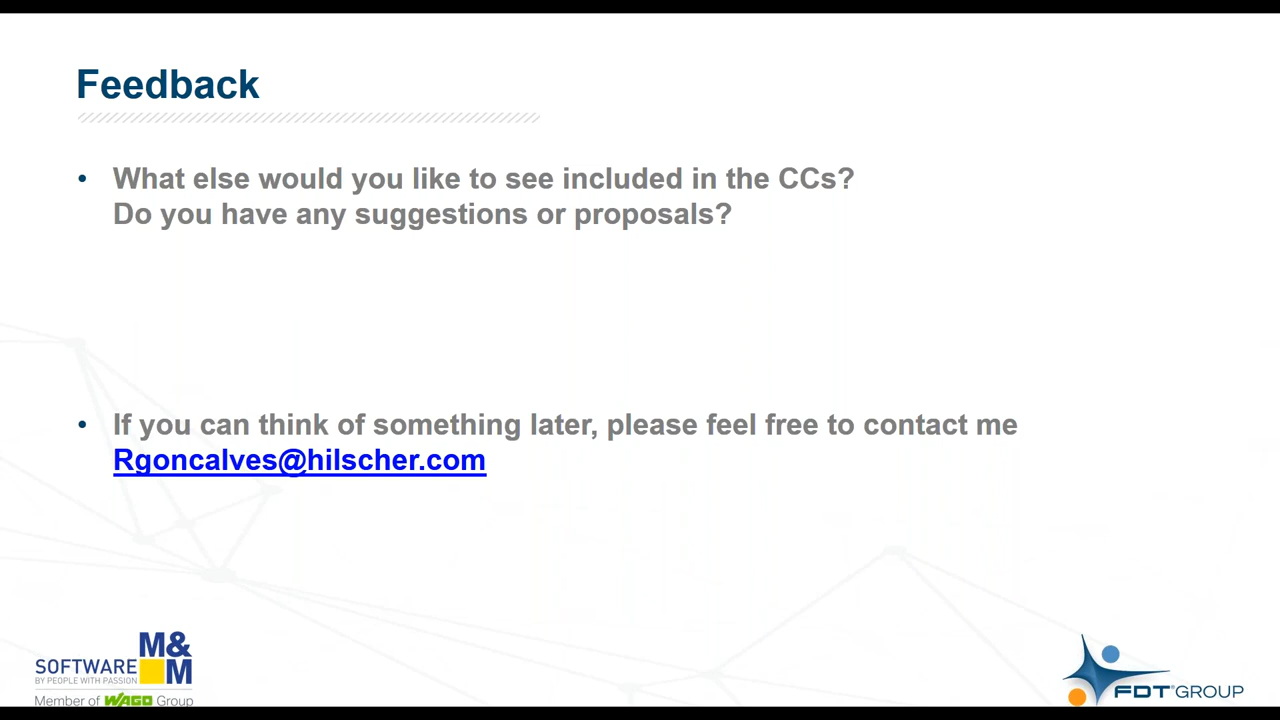 Feedback
• What else would you like to see included in the CCs?
Do you have any suggestions or proposals?
• If you can think of something later, please feel free to contact me
Rgoncalves@hilscher.com
M&
SOFTWARE M
BY PEOPLE WITH PASSION
Member of WAGO Group
FDT® GROUP